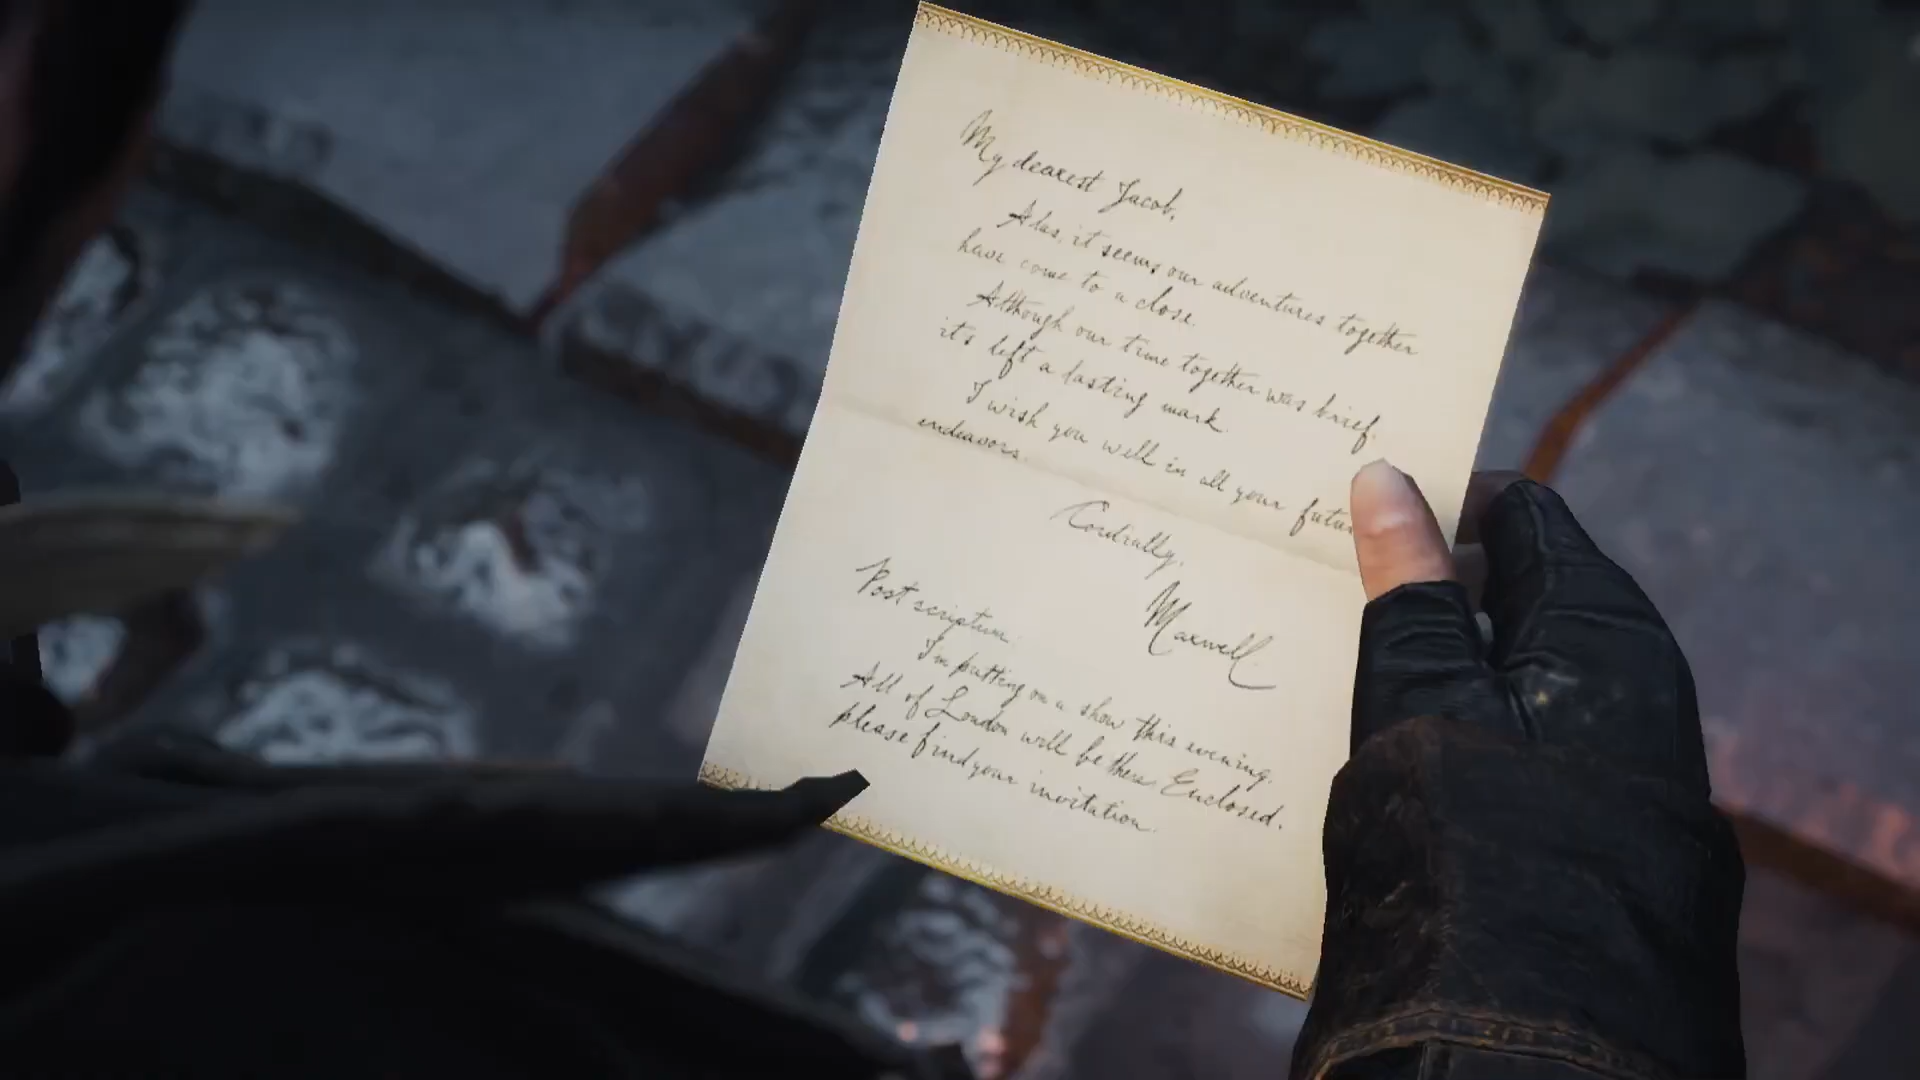 My dearest Jacob,
Alas, it seems our adventures together
have come to a close.
Although our time together was brief,
it's left a lasting mark.
I wish you well in all your futu
endeavors.
Cordially,
Maxwell
Post scriptum:
I'm putting on a show this evening.
All of London will be there. Enclosed,
please find your invitation.